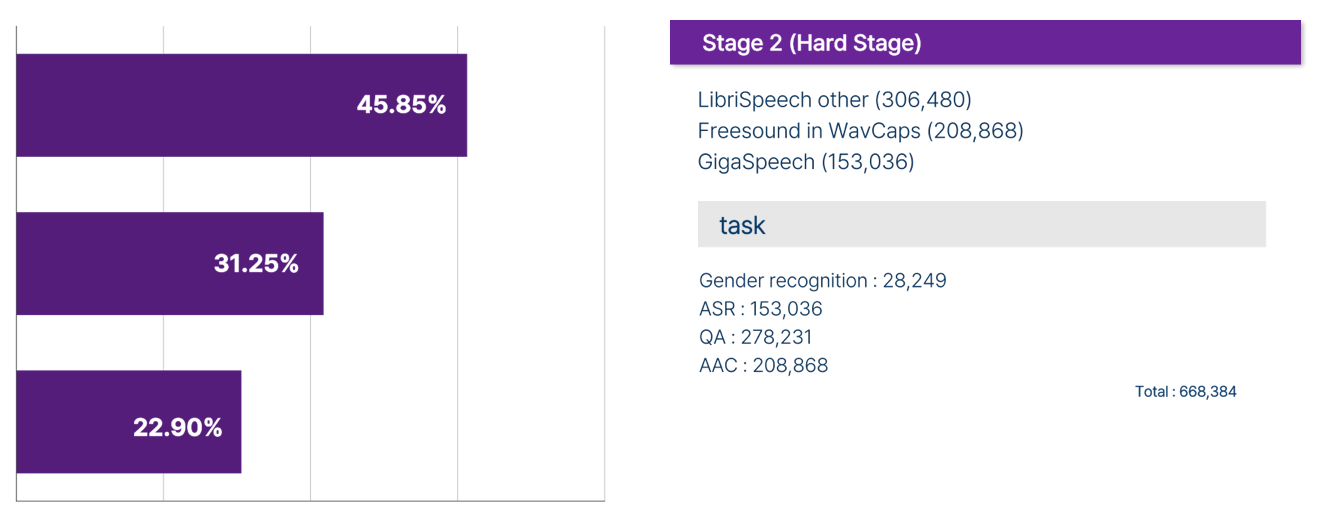 45.85%
31.25%
22.90%
Stage 2 (Hard Stage)
LibriSpeech other (306,480)
Freesound in WavCaps (208,868)
GigaSpeech (153,036)
task
Gender recognition : 28,249
ASR : 153,036
QA : 278,231
AAC : 208,868
Total : 668,384